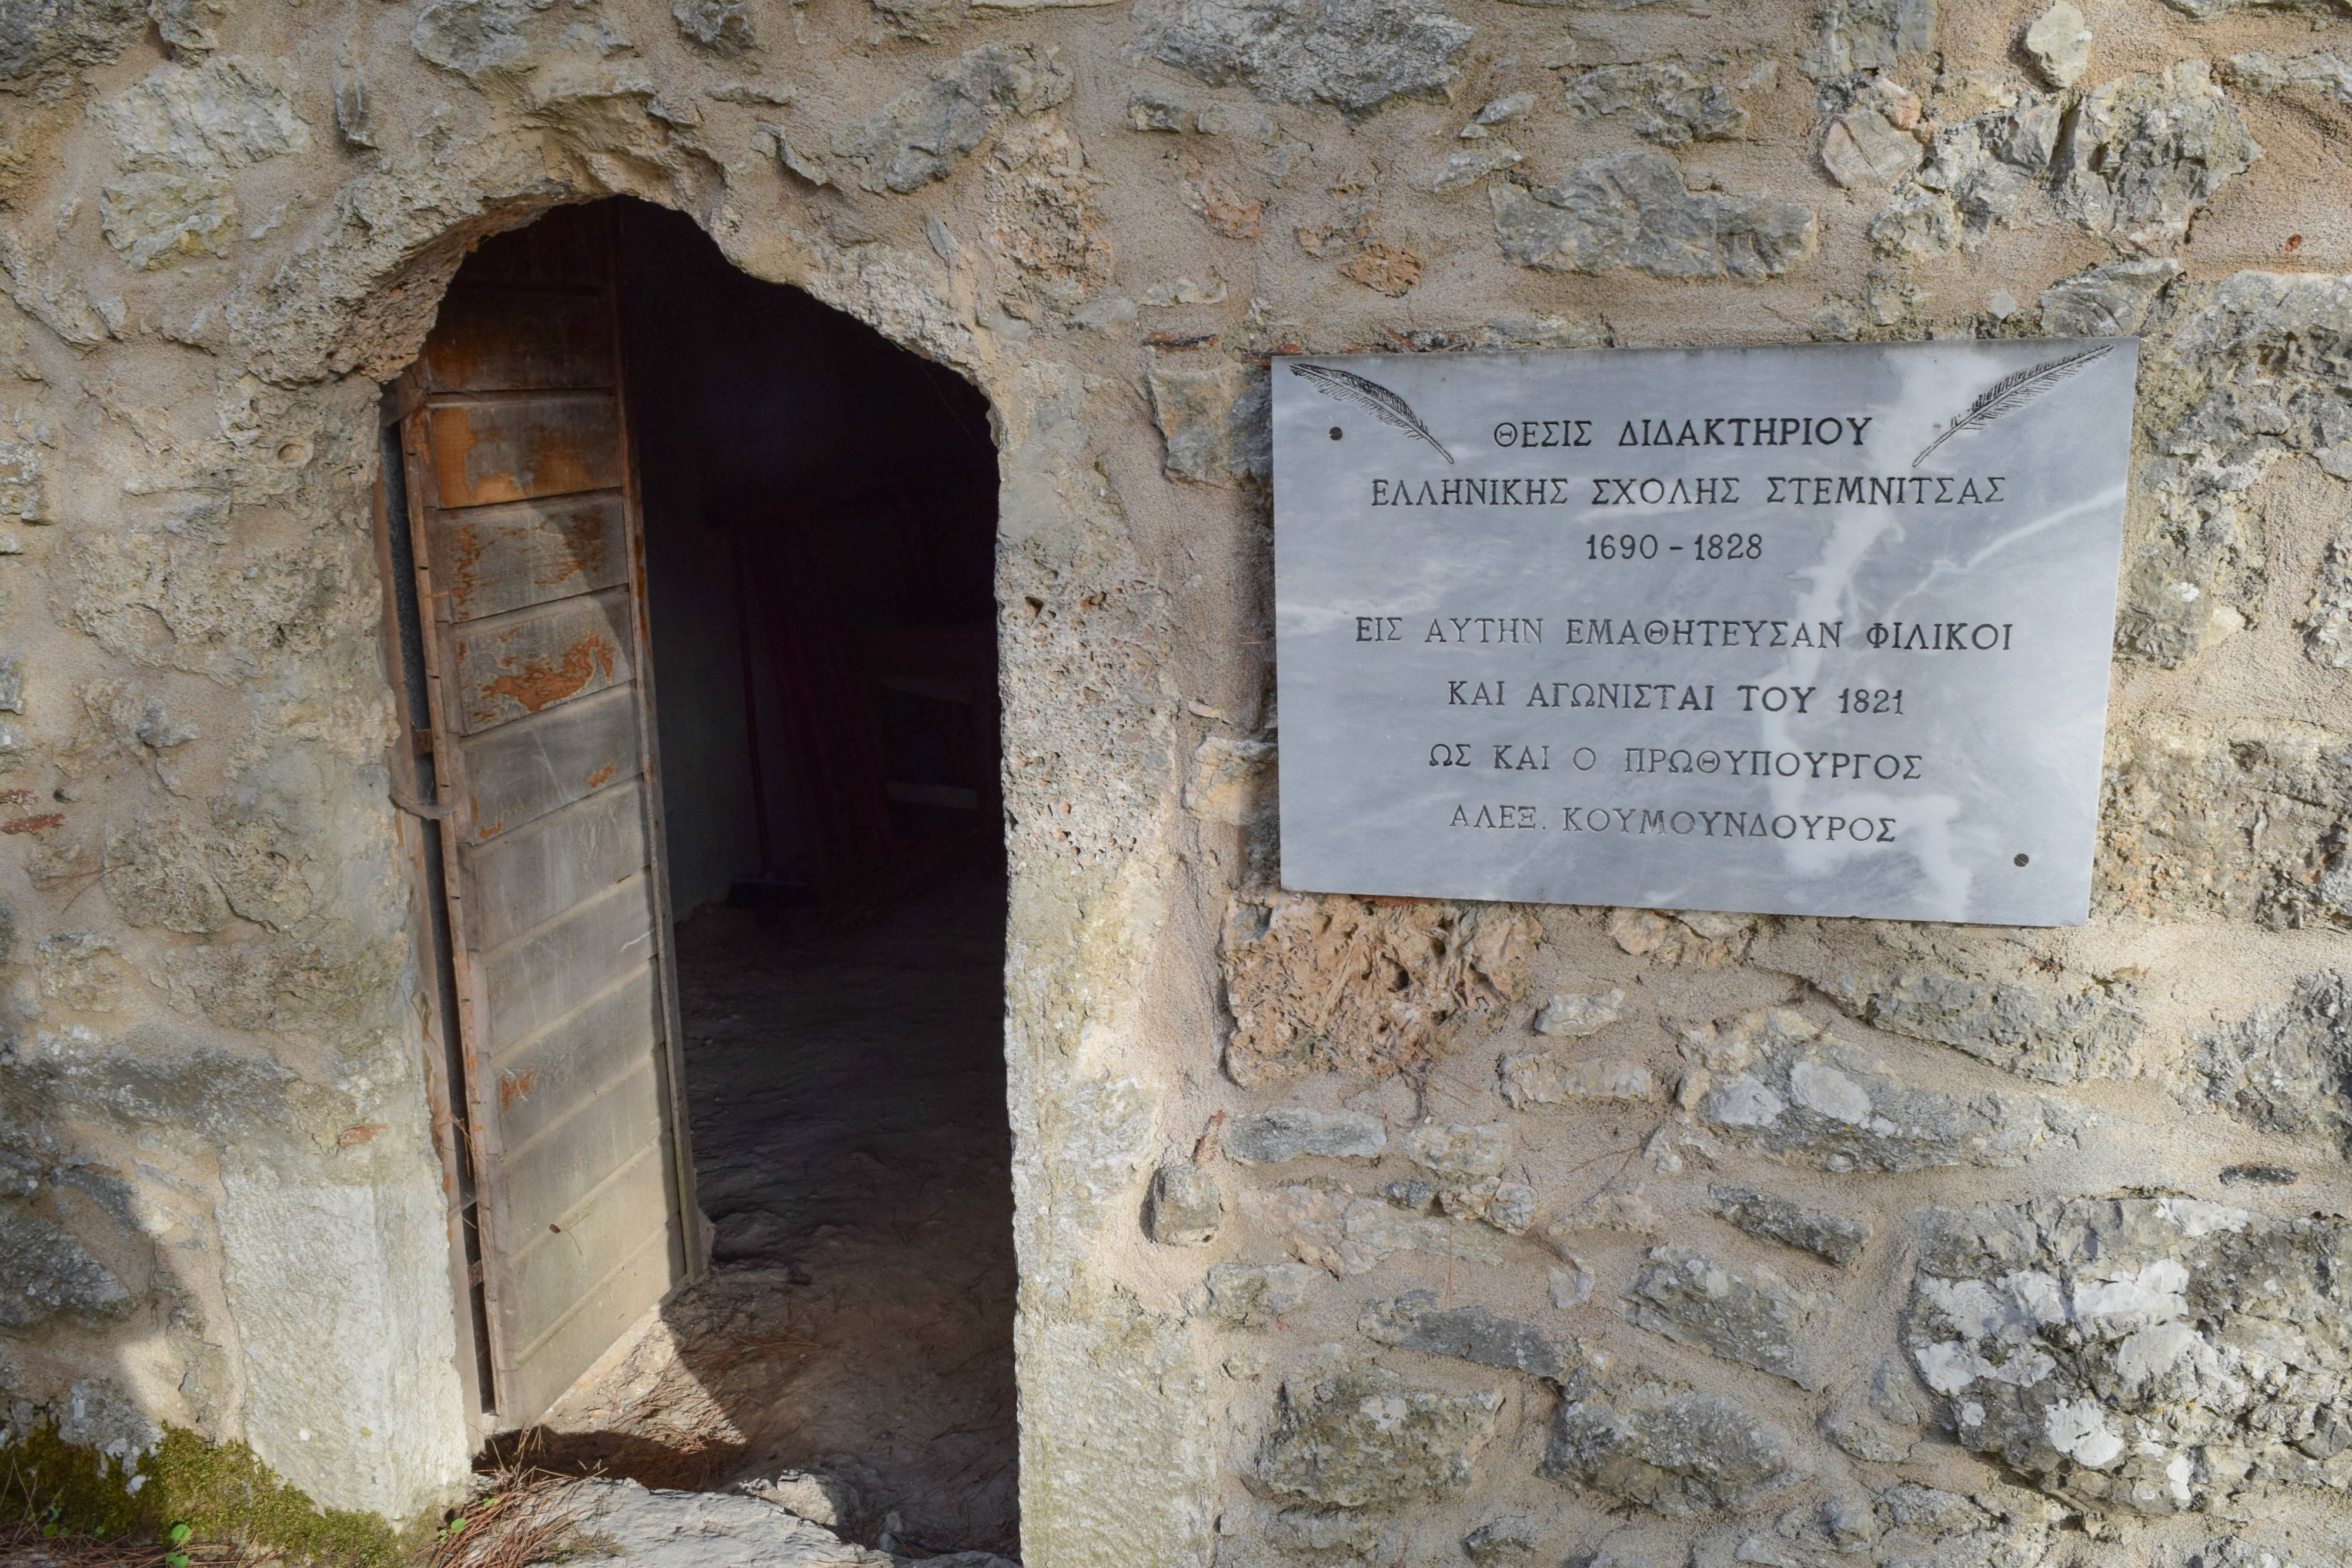 ΘΕΣΙΣ ΔΙΔΑΚΤΗΡΙΟΥ
ΕΛΛΗΝΙΚΗΣ ΣΧΟΛΗΣ ΣΤΕΜΝΙΤΣΑΣ
1690 - 1828
ΕΙΣ ΑΥΤΗΝ ΕΜΑΘΗΤΕΥΣΑΝ ΦΙΛΙΚΟΙ
ΚΑΙ ΑΓΩΝΙΣΤΑΙ ΤΟΥ 1821
ΩΣ ΚΑΙ Ο ΠΡΩΘΥΠΟΥΡΓΟΣ
ΑΛΕΞ. ΚΟΥΜΟΥΝΔΟΥΡΟΣ